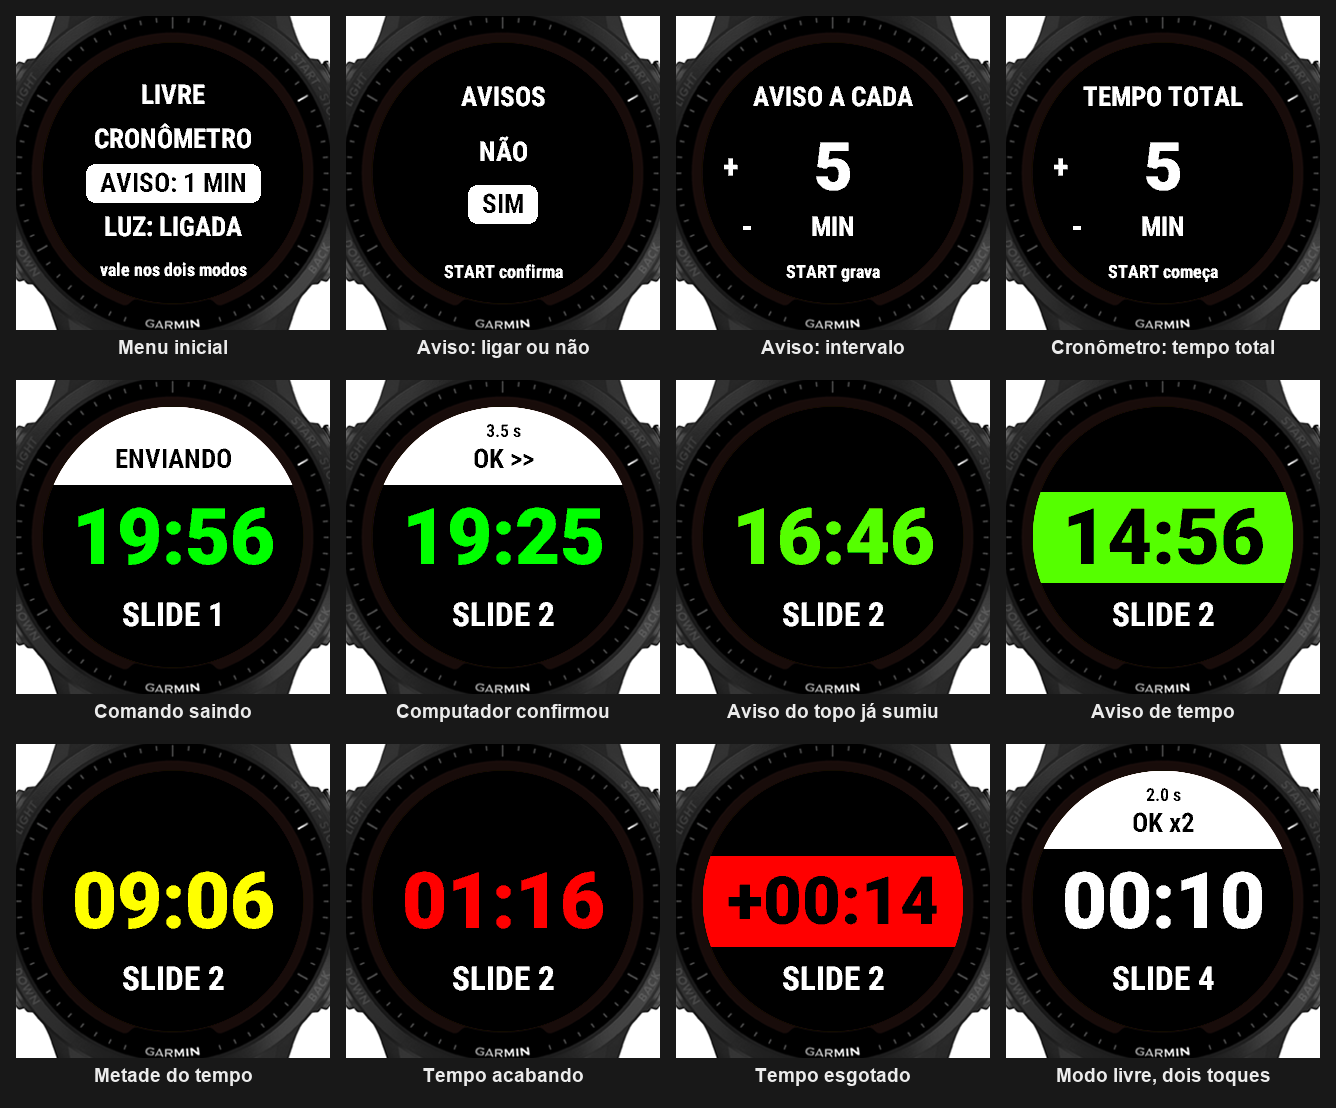 LIVRE
CRONÔMETRO
AVISO: 1 MIN
LUZ: LIGADA
vale nos dois modos
GARMIN
Menu inicial
AVISOS
NÃO
SIM
START confirma
GARMIN
Aviso: ligar ou não
AVISO A CADA
+ 5
- MIN
START grava
GARMIN
Aviso: intervalo
TEMPO TOTAL
+ 5
- MIN
START começa
GARMIN
Cronômetro: tempo total
ENVIANDO
19:56
SLIDE 1
GARMIN
Comando saindo
3.5 s
OK >>
19:25
SLIDE 2
GARMIN
Computador confirmou
16:46
SLIDE 2
GARMIN
Aviso do topo já sumiu
14:56
SLIDE 2
GARMIN
Aviso de tempo
09:06
SLIDE 2
GARMIN
Metade do tempo
01:16
SLIDE 2
GARMIN
Tempo acabando
+00:14
SLIDE 2
GARMIN
Tempo esgotado
2.0 s
OK x2
00:10
SLIDE 4
GARMIN
Modo livre, dois toques